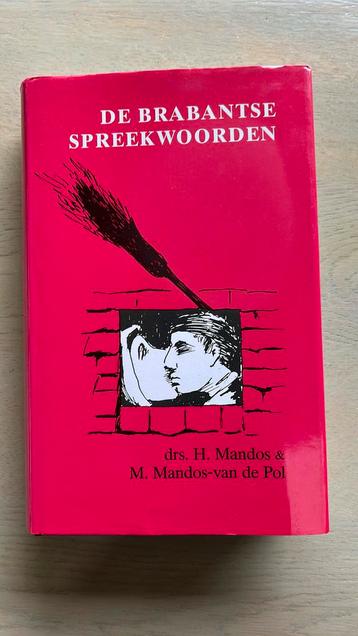 DE BRABANTSE
SPREEKWOORDEN
drs. H. Mandos &
M. Mandos-van de Pol